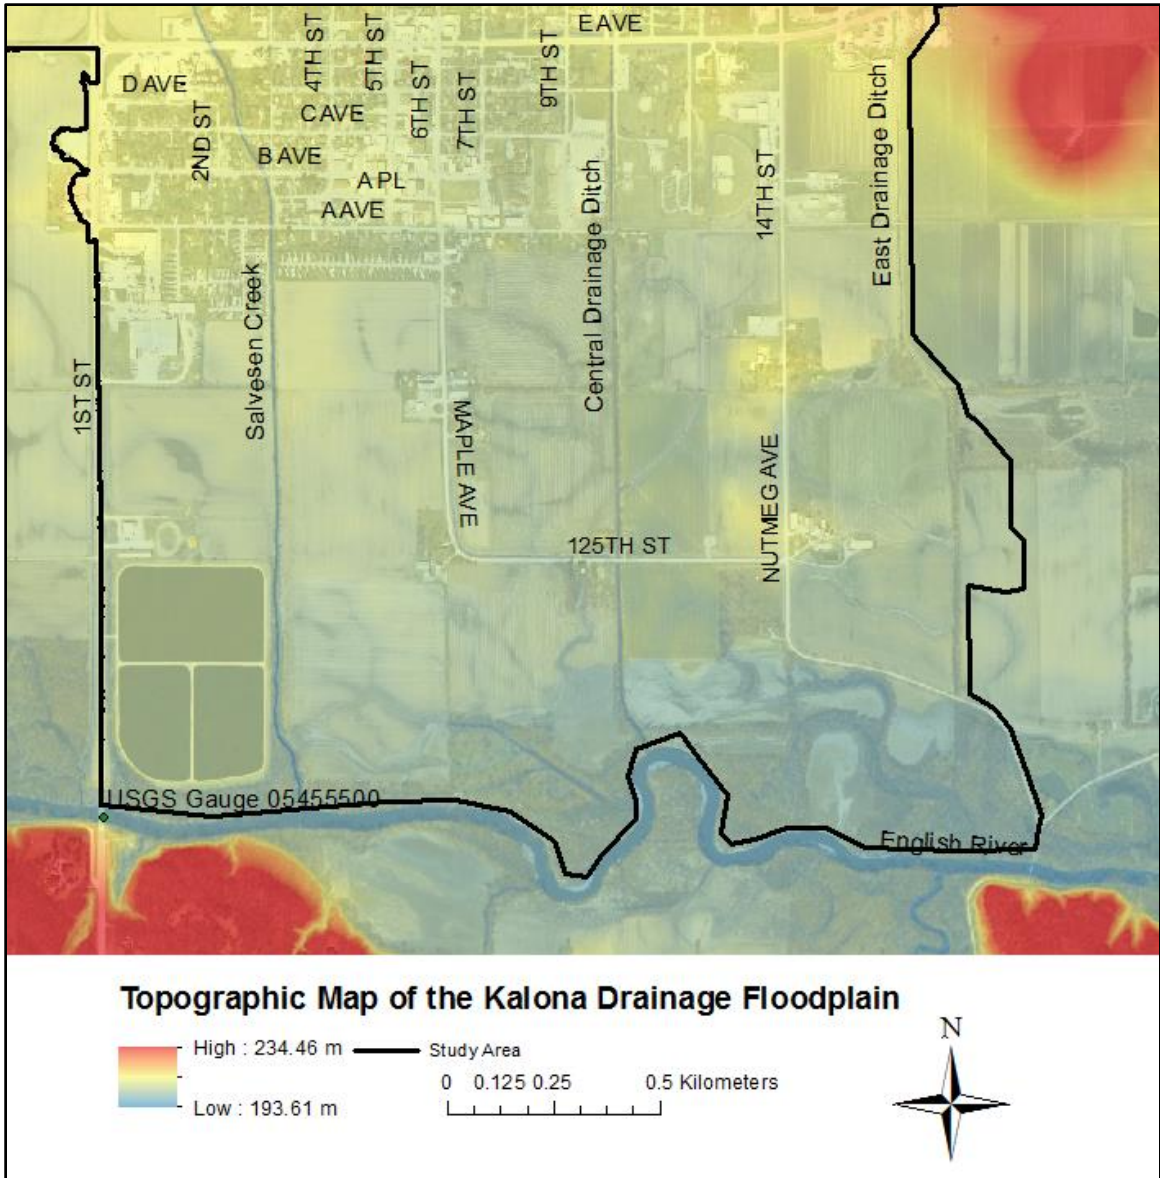 E AVE
4TH ST
5TH ST
6TH ST
7TH ST
9TH ST
D AVE
C AVE
2ND ST
B AVE
A PL
A AVE
14TH ST
East Drainage Ditch
Central Drainage Ditch
Salvesen Creek
1ST ST
MAPLE AVE
NUTMEG AVE
125TH ST
USGS Gauge 05455500
English River
Topographic Map of the Kalona Drainage Floodplain
High : 234.46 m
Low : 193.61 m
Study Area
0 0.125 0.25 0.5 Kilometers
N